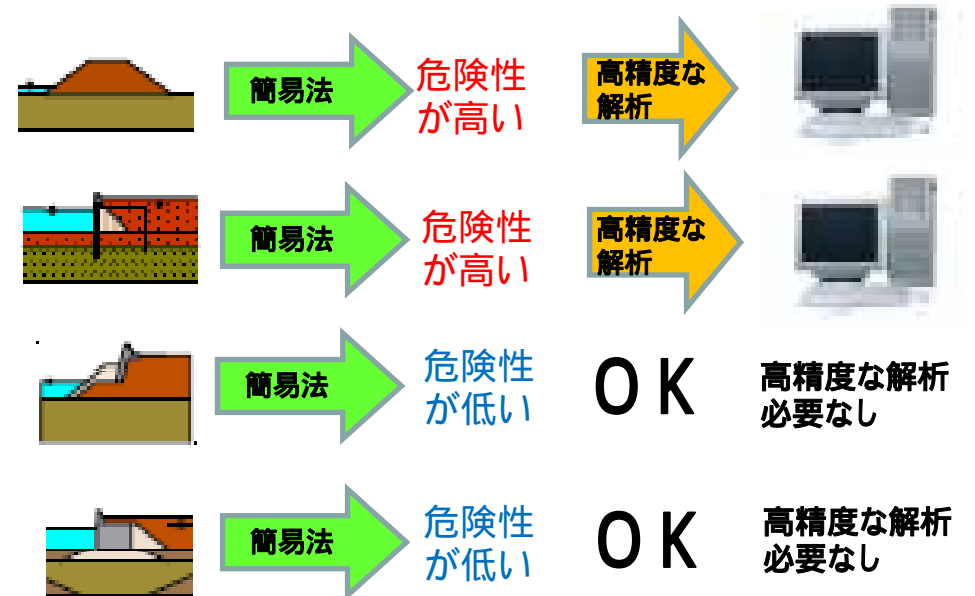 簡易法
危険性
が高い
高精度な
解析
簡易法
危険性
が高い
高精度な
解析
簡易法
危険性
が低い
ＯＫ
高精度な解析
必要なし
簡易法
危険性
が低い
ＯＫ
高精度な解析
必要なし